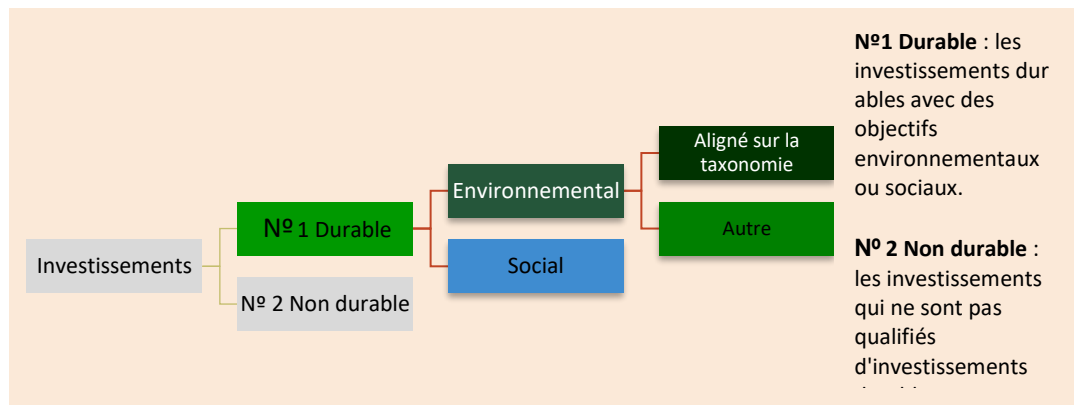 Investissements
Nº 1 Durable
Nº 2 Non durable
Environnemental
Social
Aligné sur la
taxonomie
Autre
Nº1 Durable : les
investissements dur
ables avec des
objectifs
environnementaux
ou sociaux.
Nº 2 Non durable :
les investissements
qui ne sont pas
qualifiés
d'investissements